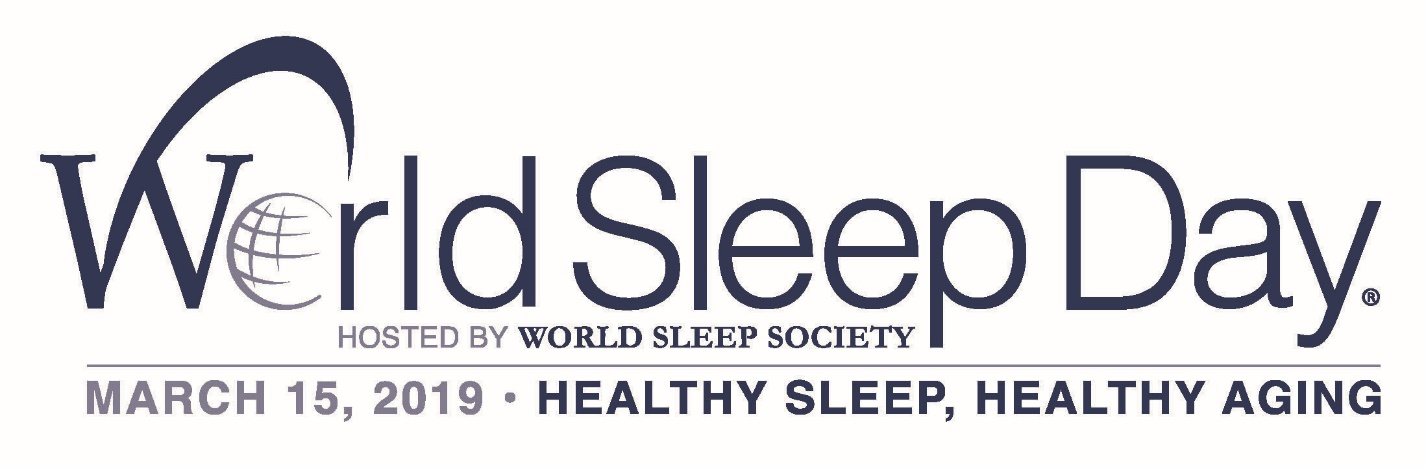 World Sleep Day®
HOSTED BY WORLD SLEEP SOCIETY
MARCH 15, 2019 • HEALTHY SLEEP, HEALTHY AGING